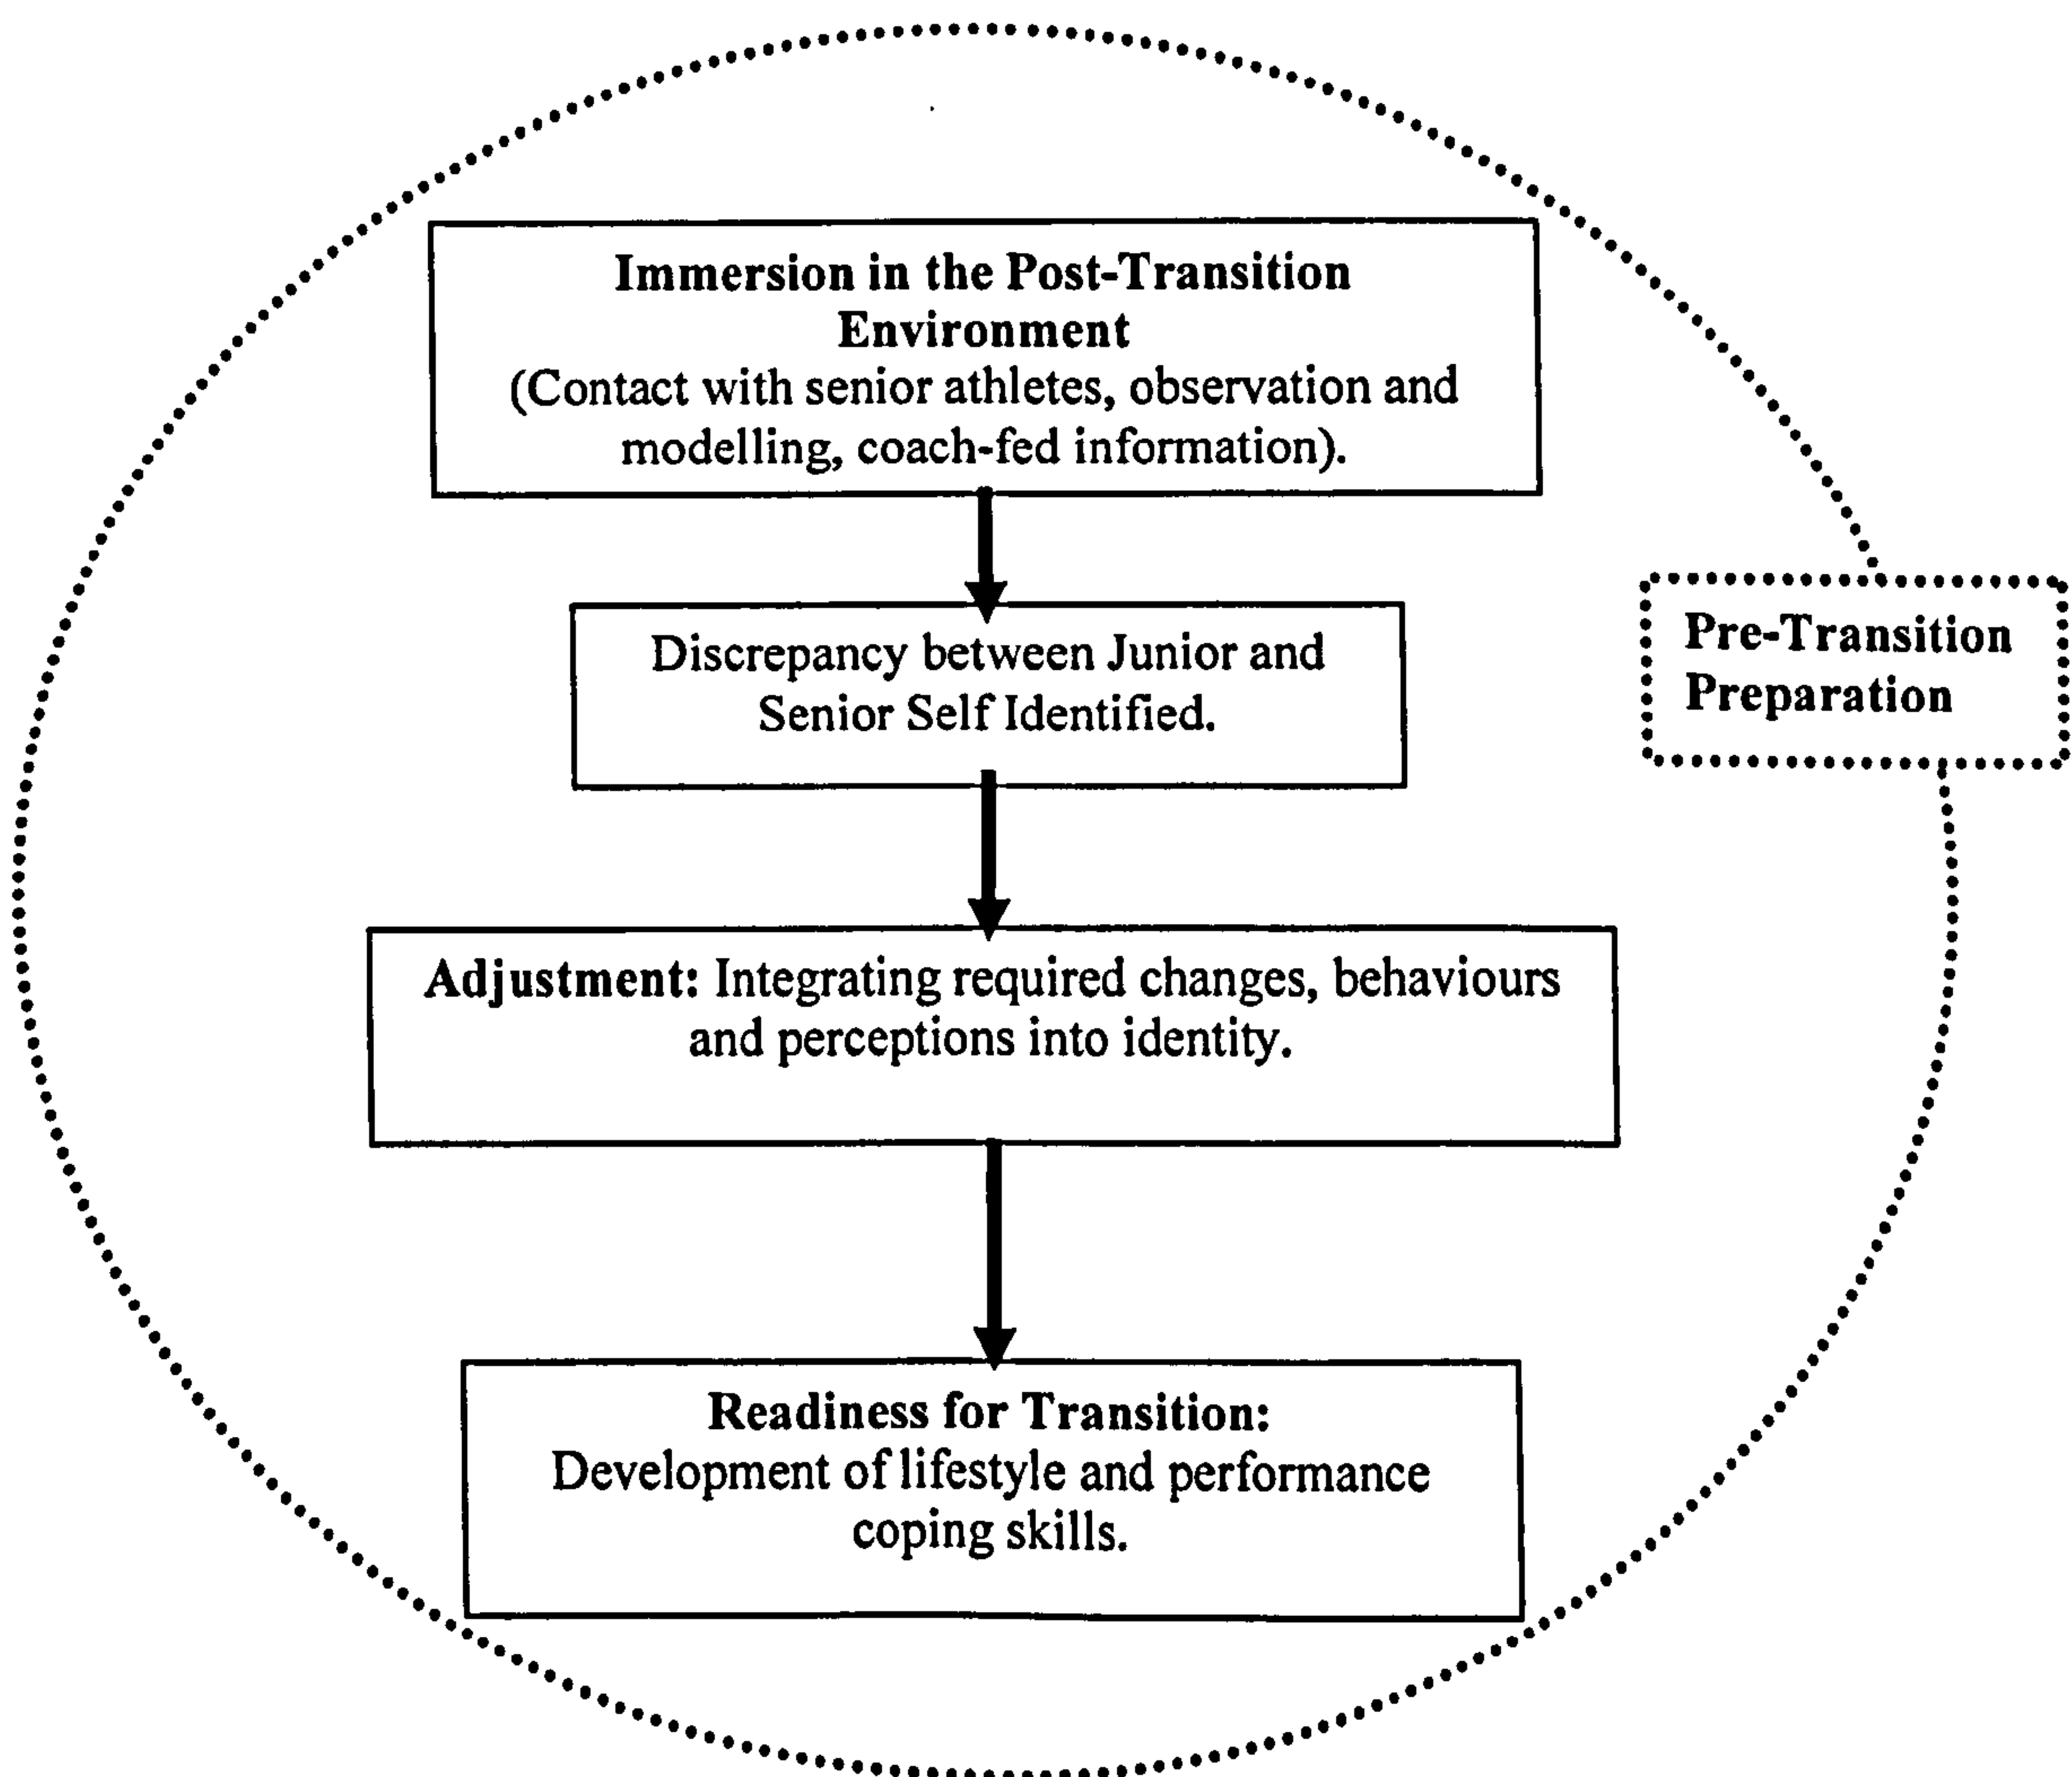 Immersion in the Post-Transition
Environment
(Contact with senior athletes, observation and
modelling, coach-fed information).
Discrepancy between Junior and
Senior Self Identified.
Pre-Transition
Preparation
Adjustment: Integrating required changes, behaviours
and perceptions into identity.
Readiness for Transition:
Development of lifestyle and performance
coping skills.